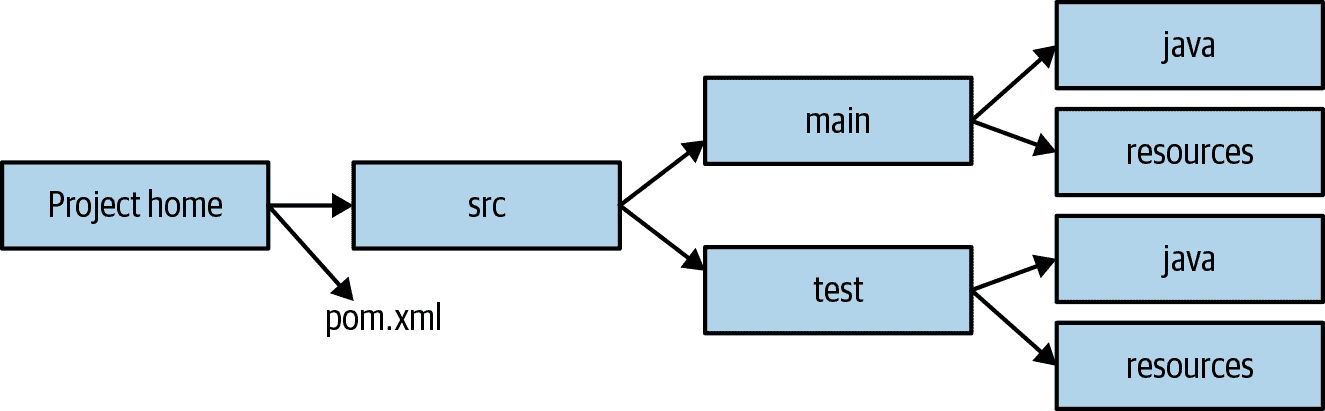 Project home
src
pom.xml
main
test
java
resources
java
resources